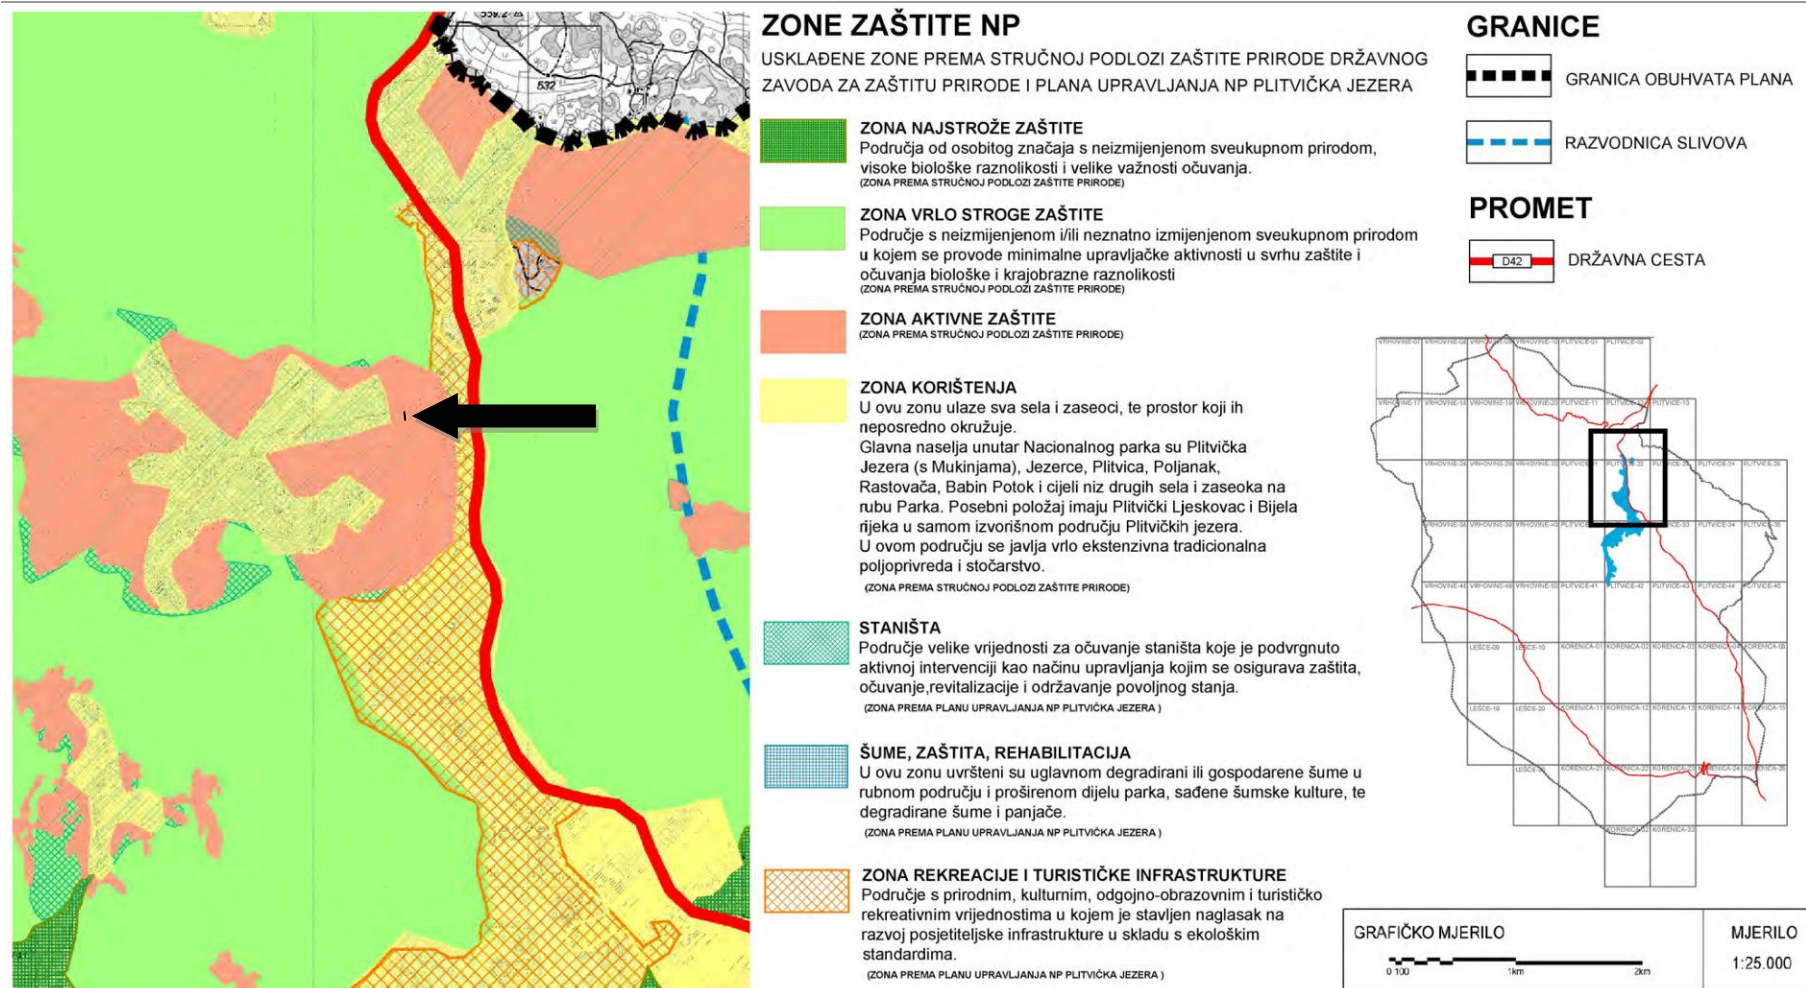 559.2
532
ZONE ZAŠTITE NP
USKLAĐENE ZONE PREMA STRUČNOJ PODLOZI ZAŠTITE PRIRODE DRŽAVNOG
ZAVODA ZA ZAŠTITU PRIRODE I PLANA UPRAVLJANJA NP PLITVIČKA JEZERA
ZONA NAJSTROŽE ZAŠTITE
Područja od osobitog značaja s neizmijenjenom sveukupnom prirodom,
visoke biološke raznolikosti i velike važnosti očuvanja.
(ZONA PREMA STRUČNOJ PODLOZI ZAŠTITE PRIRODE)
ZONA VRLO STROGE ZAŠTITE
Područje s neizmijenjenom i/ili neznatno izmijenjenom sveukupnom prirodom
u kojem se provode minimalne upravljačke aktivnosti u svrhu zaštite i
očuvanja biološke i krajobrazne raznolikosti
(ZONA PREMA STRUČNOJ PODLOZI ZAŠTITE PRIRODE)
ZONA AKTIVNE ZAŠTITE
(ZONA PREMA STRUČNOJ PODLOZI ZAŠTITE PRIRODE)
ZONA KORIŠTENJA
U ovu zonu ulaze sva sela i zaseoci, te prostor koji ih
neposredno okružuje.
Glavna naselja unutar Nacionalnog parka su Plitvička
Jezera (s Mukinjama), Jezerce, Plitvica, Poljanak,
Rastovača, Babin Potok i cijeli niz drugih sela i zaseoka na
rubu Parka. Posebni položaj imaju Plitvički Ljeskovac i Bijela
rijeka u samom izvorišnom području Plitvičkih jezera.
U ovom području se javlja vrlo ekstenzivna tradicionalna
poljoprivreda i stočarstvo.
(ZONA PREMA STRUČNOJ PODLOZI ZAŠTITE PRIRODE)
STANIŠTA
Područje velike vrijednosti za očuvanje staništa koje je podvrgnuto
aktivnoj intervenciji kao načinu upravljanja kojim se osigurava zaštita,
očuvanje,revitalizacije i održavanje povoljnog stanja.
(ZONA PREMA PLANU UPRAVLJANJA NP PLITVIČKA JEZERA )
ŠUME, ZAŠTITA, REHABILITACIJA
U ovu zonu uvršteni su uglavnom degradirani ili gospodarene šume u
rubnom području i proširenom dijelu parka, sađene šumske kulture, te
degradirane šume i panjače.
(ZONA PREMA PLANU UPRAVLJANJA NP PLITVIČKA JEZERA )
ZONA REKREACIJE I TURISTIČKE INFRASTRUKTURE
Područje s prirodnim, kulturnim, odgojno-obrazovnim i turističko
rekreativnim vrijednostima u kojem je stavljen naglasak na
razvoj posjetiteljske infrastrukture u skladu s ekološkim
standardima.
(ZONA PREMA PLANU UPRAVLJANJA NP PLITVIČKA JEZERA )
GRANICE
GRANICA OBUHVATA PLANA
RAZVODNICA SLIVOVA
PROMET
D42
DRŽAVNA CESTA
GRAFIČKO MJERILO
0 100 1km 2km
MJERILO
1:25.000